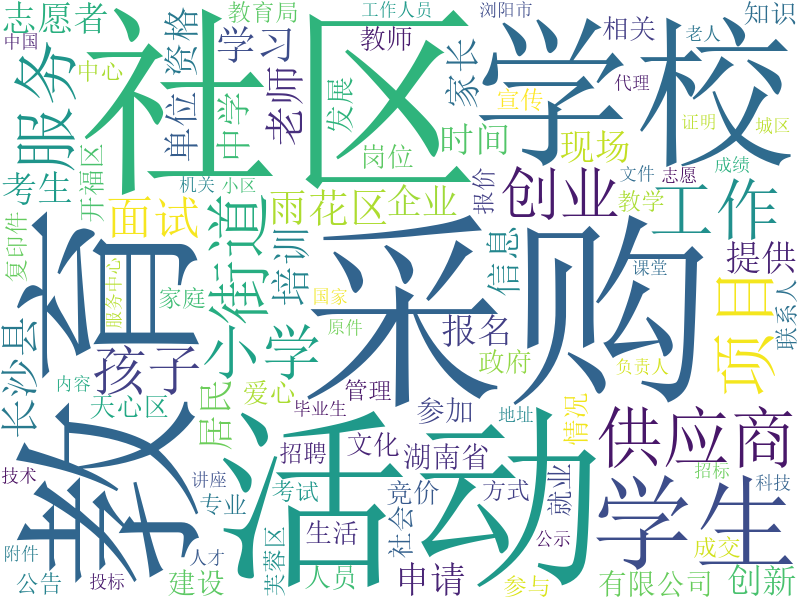 志愿者
教育局
工作人员
浏阳市
老人
知识
中国
中心
服务
资格
学习
教师
家长
相关
代理
社区
学校
宣传
单位
中学
老师
发展
岗位
时间
现场
证明
城区
考生
开福区
机关
小区
报价
文件
志愿
成绩
面试
街道
雨花区
企业
创业
教学
工作
复印件
服务中心
家庭
培训
信息
课堂
提供
联系人
教育
国家
采购
长沙县
小学
原件
报名
政府
负责人
项目
孩子
内容
天心区
居民
爱心
毕业生
管理
参加
地址
情况
供应商
活动
招聘
文化
湖南省
就业
招标
科技
技术
讲座
专业
考试
竞价
方式
学生
芙蓉区
生活
社会
公示
成交
附件
人才
公告
投标
建设
人员
申请
参与
有限公司
创新